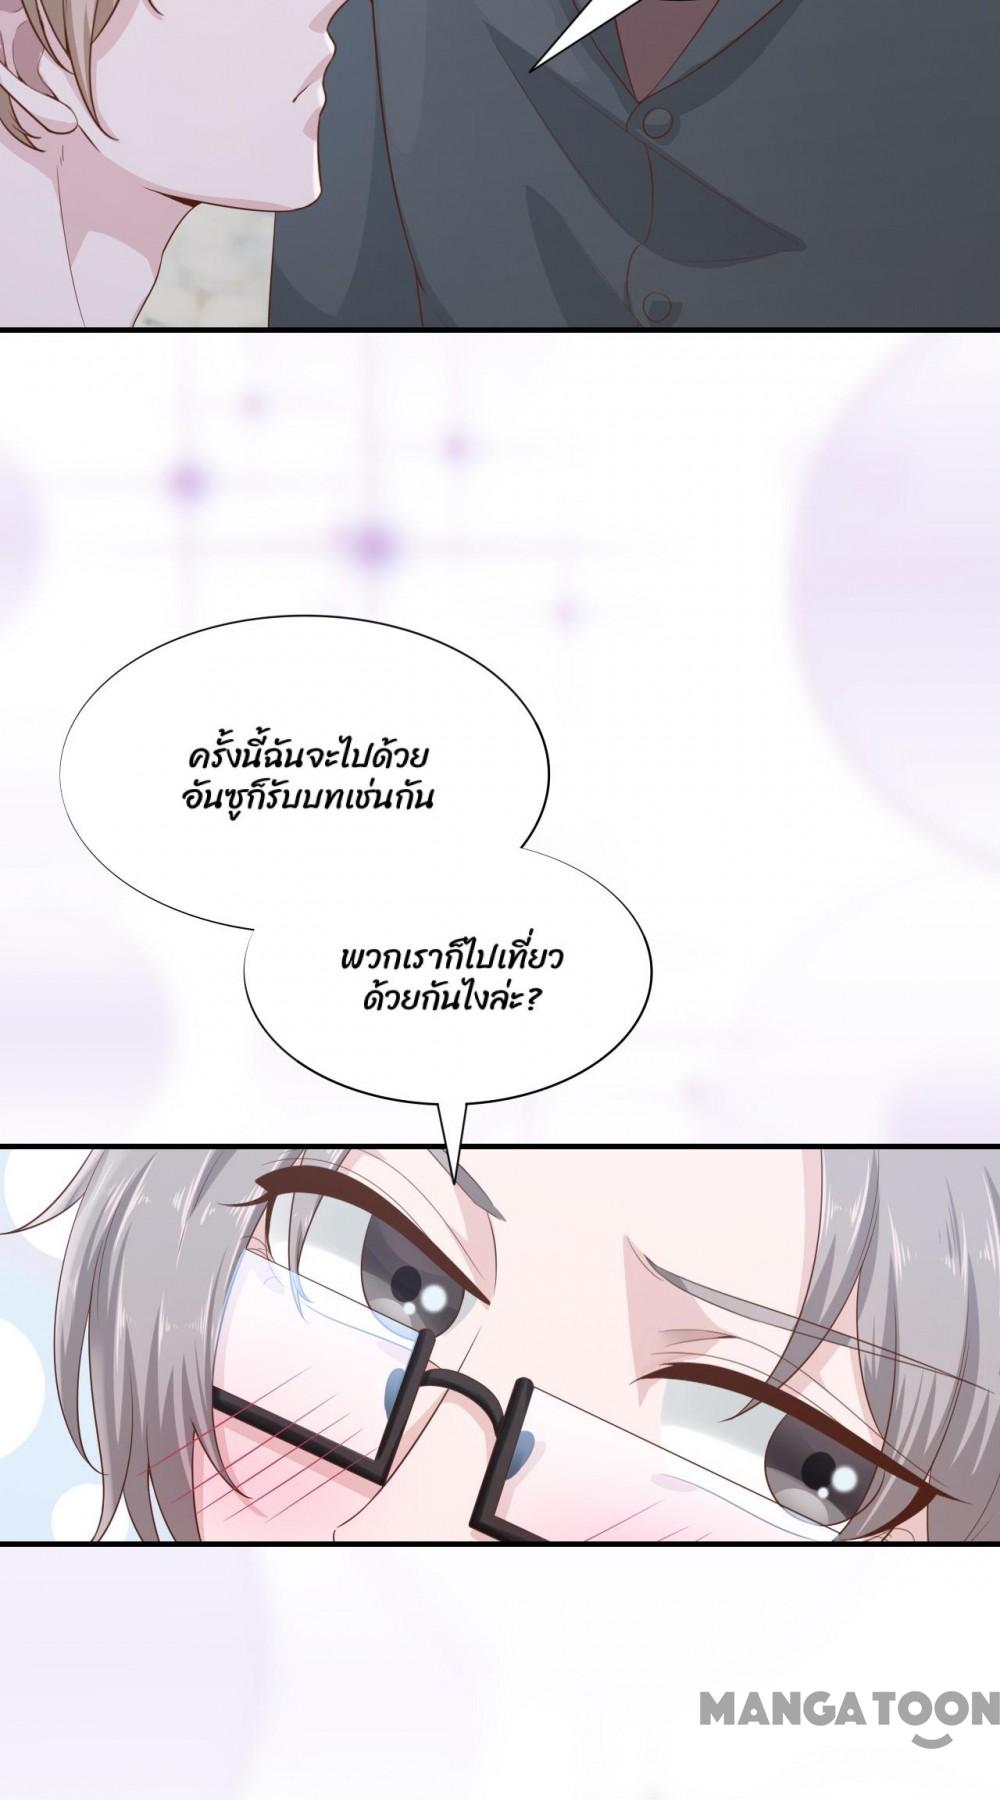 ครั้งนี้ฉันจะไปด้วย
อันซูก็รับบทเช่นกัน
พวกเราก็ไปเที่ยว
ด้วยกันไงล่ะ?
MANGATOON